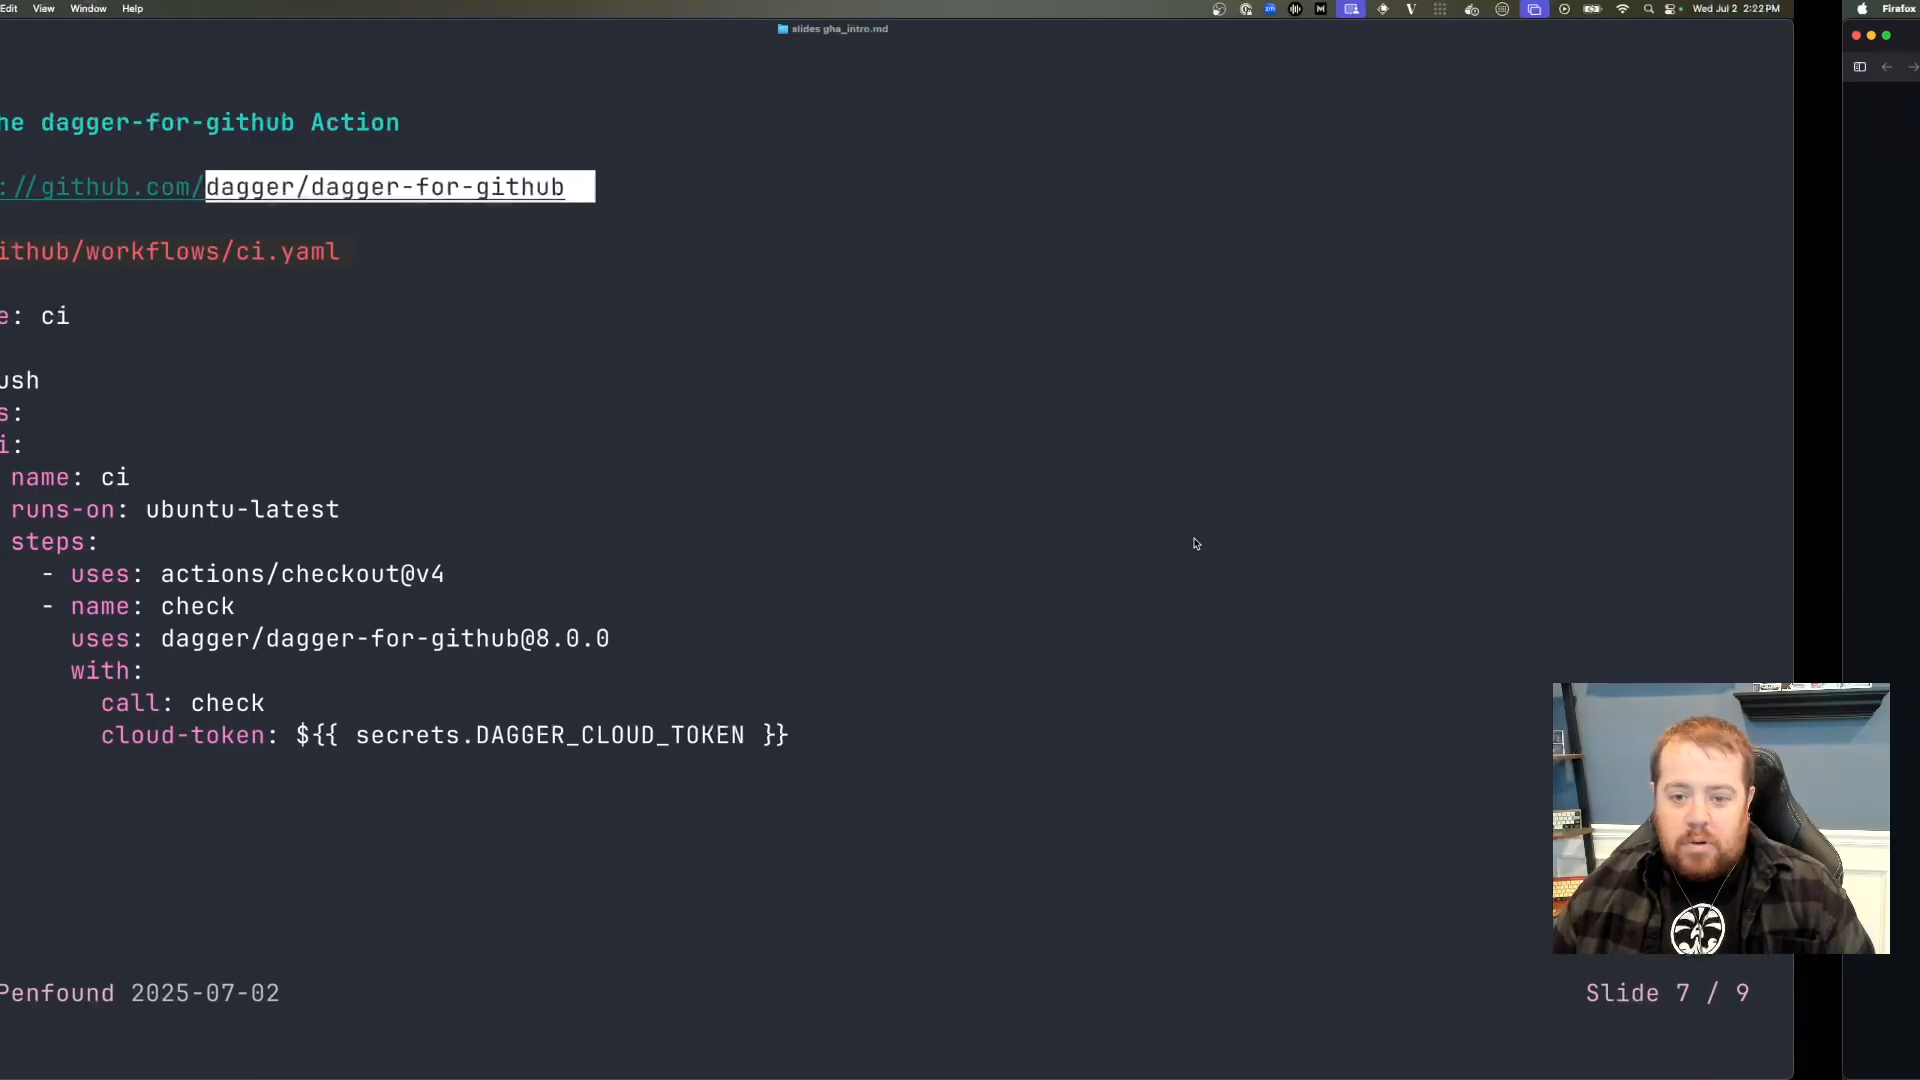 Edit View Window Help
Wed Jul 2 2:22PM
Firefox
slides gha_intro.md
he dagger-for-github Action
://github.com/dagger/dagger-for-github
ithub/workflows/ci.yaml
e: ci
ush
s:
i:
name: ci
runs-on: ubuntu-latest
steps:
- uses: actions/checkout@v4
- name: check
uses: dagger/dagger-for-github@8.0.0
with:
call: check
cloud-token: ${{ secrets.DAGGER_CLOUD_TOKEN }}
Penfound 2025-07-02
Slide 7 / 9